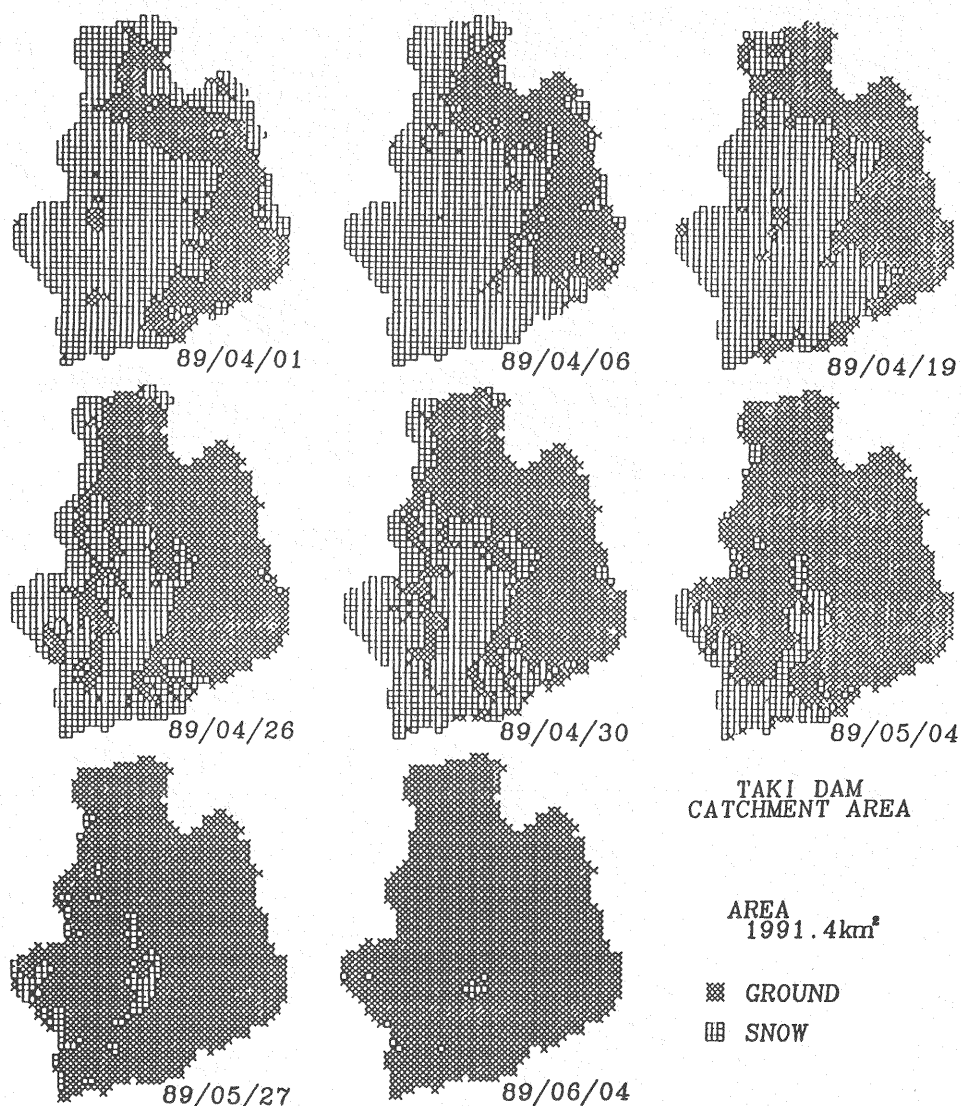 89/04/01
89/04/06
89/04/19
89/04/26
89/04/30
89/05/04
TAKI DAM
CATCHMENT AREA
AREA
1991.4km²
GROUND
SNOW
89/05/27
89/06/04